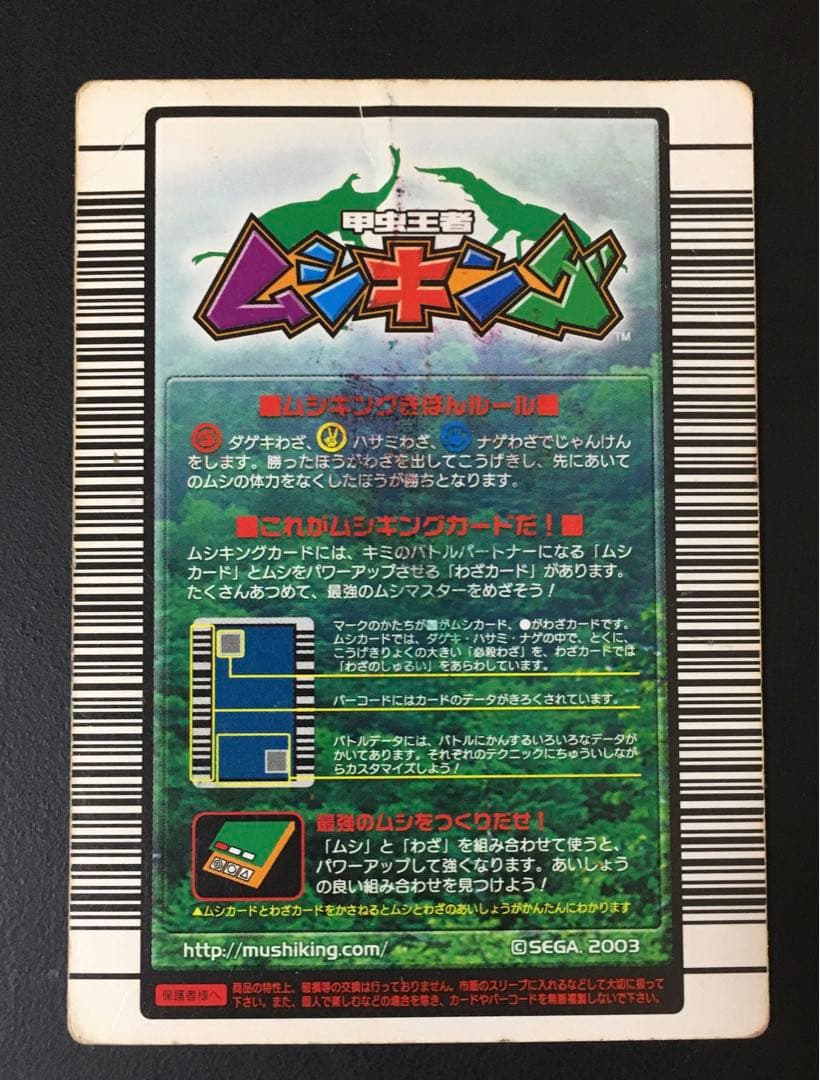 甲虫王者
ムシキング
TM
■ムシキングきほんルール■
ダゲキわざ、ハサミわざ、ナゲわざでじゃんけん
をします。勝ったほうがわざを出してこうげきし、先にあいて
のムシの体力をなくしたほうが勝ちとなります。
■これがムシキングカードだ!■
ムシキングカードには、キミのバトルパートナーになる「ムシ
カード」とムシをパワーアップさせる「わざカード」があります。
たくさんあつめて、最強のムシマスターをめざそう!
マークのかたちが■がムシカード、●がわざカードです。
ムシカードでは、ダゲキ・ハサミ・ナゲの中で、とくに、
こうげきりょくの大きい「必殺わざ」を、わざカードでは
「わざのしゅるい」をあらわしています。
バーコードにはカードのデータがきろくされています。
バトルデータには、バトルにかんするいろいろなデータが
かいてあります。それぞれのテクニックにちゅういしなが
らカスタマイズしよう!
最強のムシをつくりだせ!
「ムシ」と「わざ」を組み合わせて使うと、
パワーアップして強くなります。あいしょう
の良い組み合わせを見つけよう!
▲ムシカードとわざカードをかさねるとムシとわざのあいしょうがかんたんにわかります
http://mushiking.com/
©SEGA, 2003
保護者様へ
商品の特性上、破損等の交換は行っておりません。市販のスリーブに入れるなどして大切に扱って
下さい。また、個人で楽しむなどの場合を除き、カードやバーコードを無断複製しないで下さい。